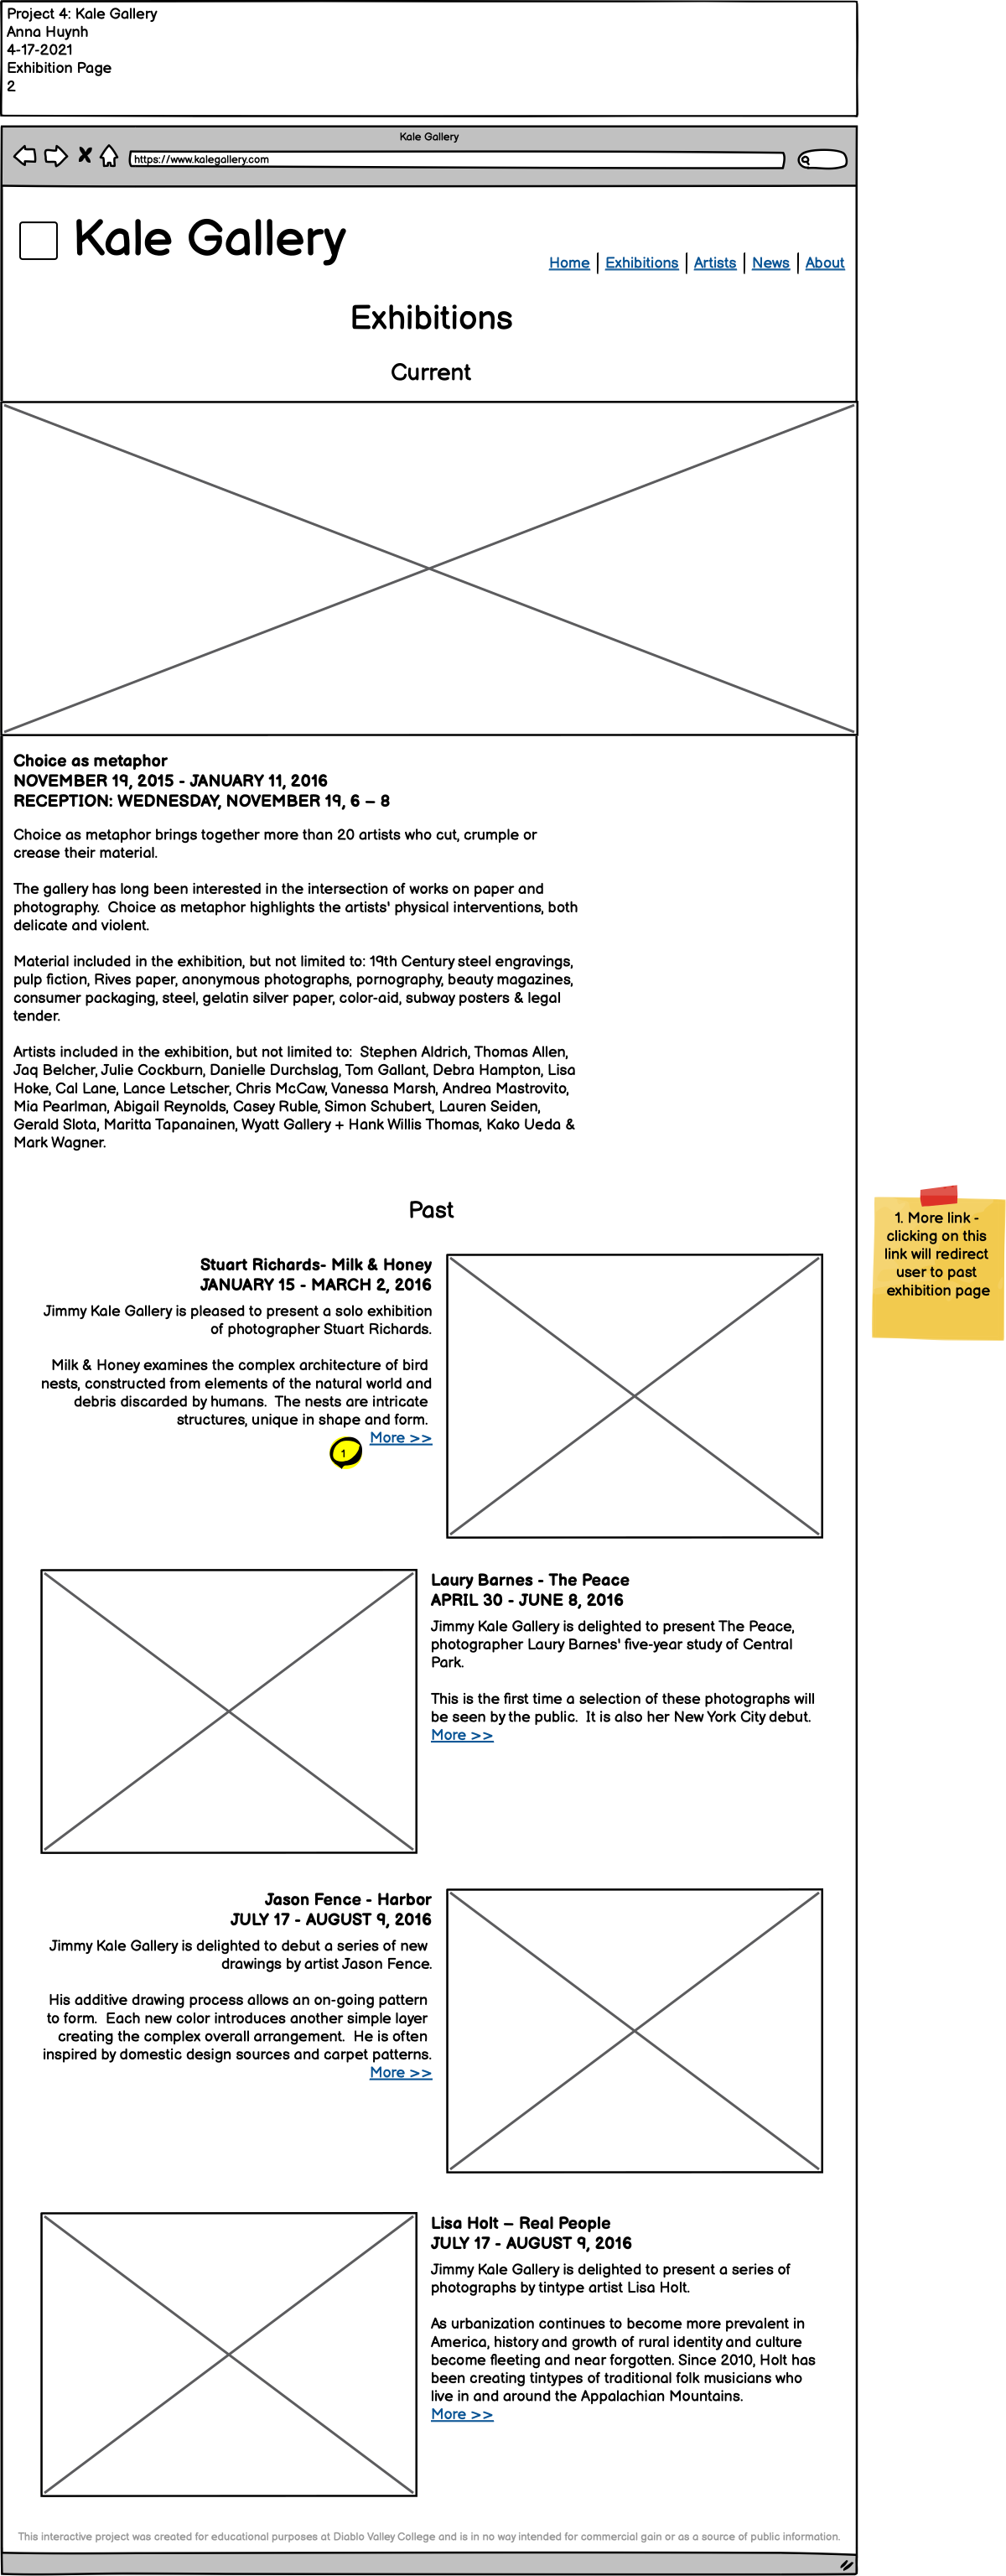 Project 4: Kale Gallery
Anna Huynh
4-17-2021
Exhibition Page
2
Kale Gallery
https://www.kalegallery.com
Kale Gallery
Home | Exhibitions | Artists | News | About
Exhibitions
Current
Choice as metaphor
NOVEMBER 19, 2015 - JANUARY 11, 2016
RECEPTION: WEDNESDAY, NOVEMBER 19, 6 – 8
Choice as metaphor brings together more than 20 artists who cut, crumple or
crease their material.
The gallery has long been interested in the intersection of works on paper and
photography.  Choice as metaphor highlights the artists' physical interventions, both
delicate and violent.
Material included in the exhibition, but not limited to: 19th Century steel engravings,
pulp fiction, Rives paper, anonymous photographs, pornography, beauty magazines,
consumer packaging, steel, gelatin silver paper, color-aid, subway posters & legal
tender.
Artists included in the exhibition, but not limited to:  Stephen Aldrich, Thomas Allen,
Jaq Belcher, Julie Cockburn, Danielle Durchslag, Tom Gallant, Debra Hampton, Lisa
Hoke, Cal Lane, Lance Letscher, Chris McCaw, Vanessa Marsh, Andrea Mastrovito,
Mia Pearlman, Abigail Reynolds, Casey Ruble, Simon Schubert, Lauren Seiden,
Gerald Slota, Maritta Tapanainen, Wyatt Gallery + Hank Willis Thomas, Kako Ueda &
Mark Wagner.
Past
1. More link -
clicking on this
link will redirect
user to past
exhibition page
Stuart Richards- Milk & Honey
JANUARY 15 - MARCH 2, 2016
Jimmy Kale Gallery is pleased to present a solo exhibition
of photographer Stuart Richards.
Milk & Honey examines the complex architecture of bird
nests, constructed from elements of the natural world and
debris discarded by humans.  The nests are intricate
structures, unique in shape and form.
More >>
1
Laury Barnes - The Peace
APRIL 30 - JUNE 8, 2016
Jimmy Kale Gallery is delighted to present The Peace,
photographer Laury Barnes' five-year study of Central
Park.
This is the first time a selection of these photographs will
be seen by the public.  It is also her New York City debut.
More >>
Jason Fence - Harbor
JULY 17 - AUGUST 9, 2016
Jimmy Kale Gallery is delighted to debut a series of new
drawings by artist Jason Fence.
His additive drawing process allows an on-going pattern
to form.  Each new color introduces another simple layer
creating the complex overall arrangement.  He is often
inspired by domestic design sources and carpet patterns.
More >>
Lisa Holt – Real People
JULY 17 - AUGUST 9, 2016
Jimmy Kale Gallery is delighted to present a series of
photographs by tintype artist Lisa Holt.
As urbanization continues to become more prevalent in
America, history and growth of rural identity and culture
become fleeting and near forgotten. Since 2010, Holt has
been creating tintypes of traditional folk musicians who
live in and around the Appalachian Mountains.
More >>
This interactive project was created for educational purposes at Diablo Valley College and is in no way intended for commercial gain or as a source of public information.